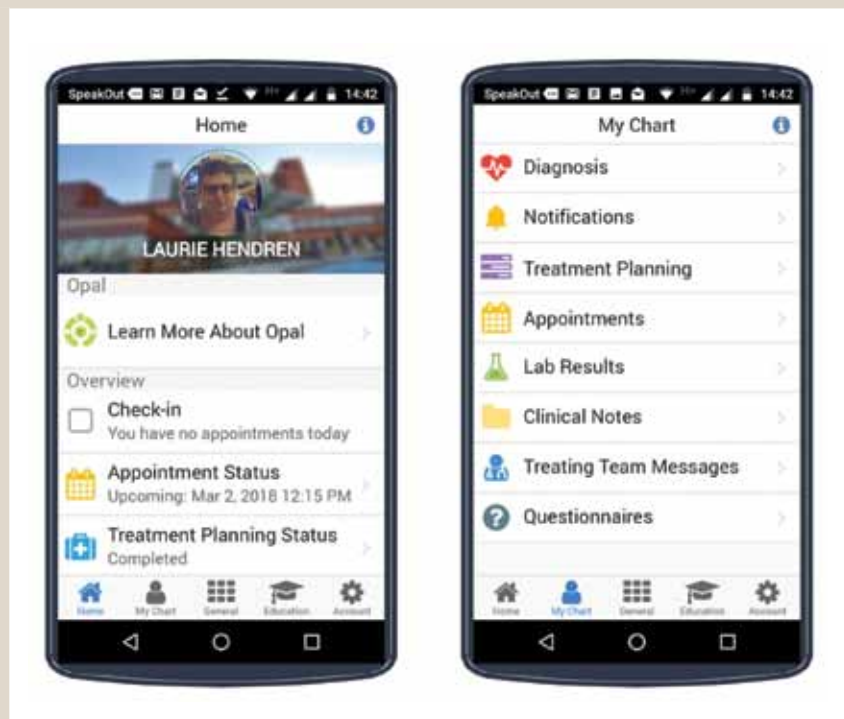 SpeakOut 14:42
Home
LAURIE HENDREN
Opal
Learn More About Opal
Overview
Check-in
You have no appointments today
Appointment Status
Upcoming: Mar 2, 2018 12:15 PM
Treatment Planning Status
Completed
Home My Chart General Education Account
SpeakOut 14:42
My Chart
Diagnosis
Notifications
Treatment Planning
Appointments
Lab Results
Clinical Notes
Treating Team Messages
Questionnaires
Home My Chart General Education Account